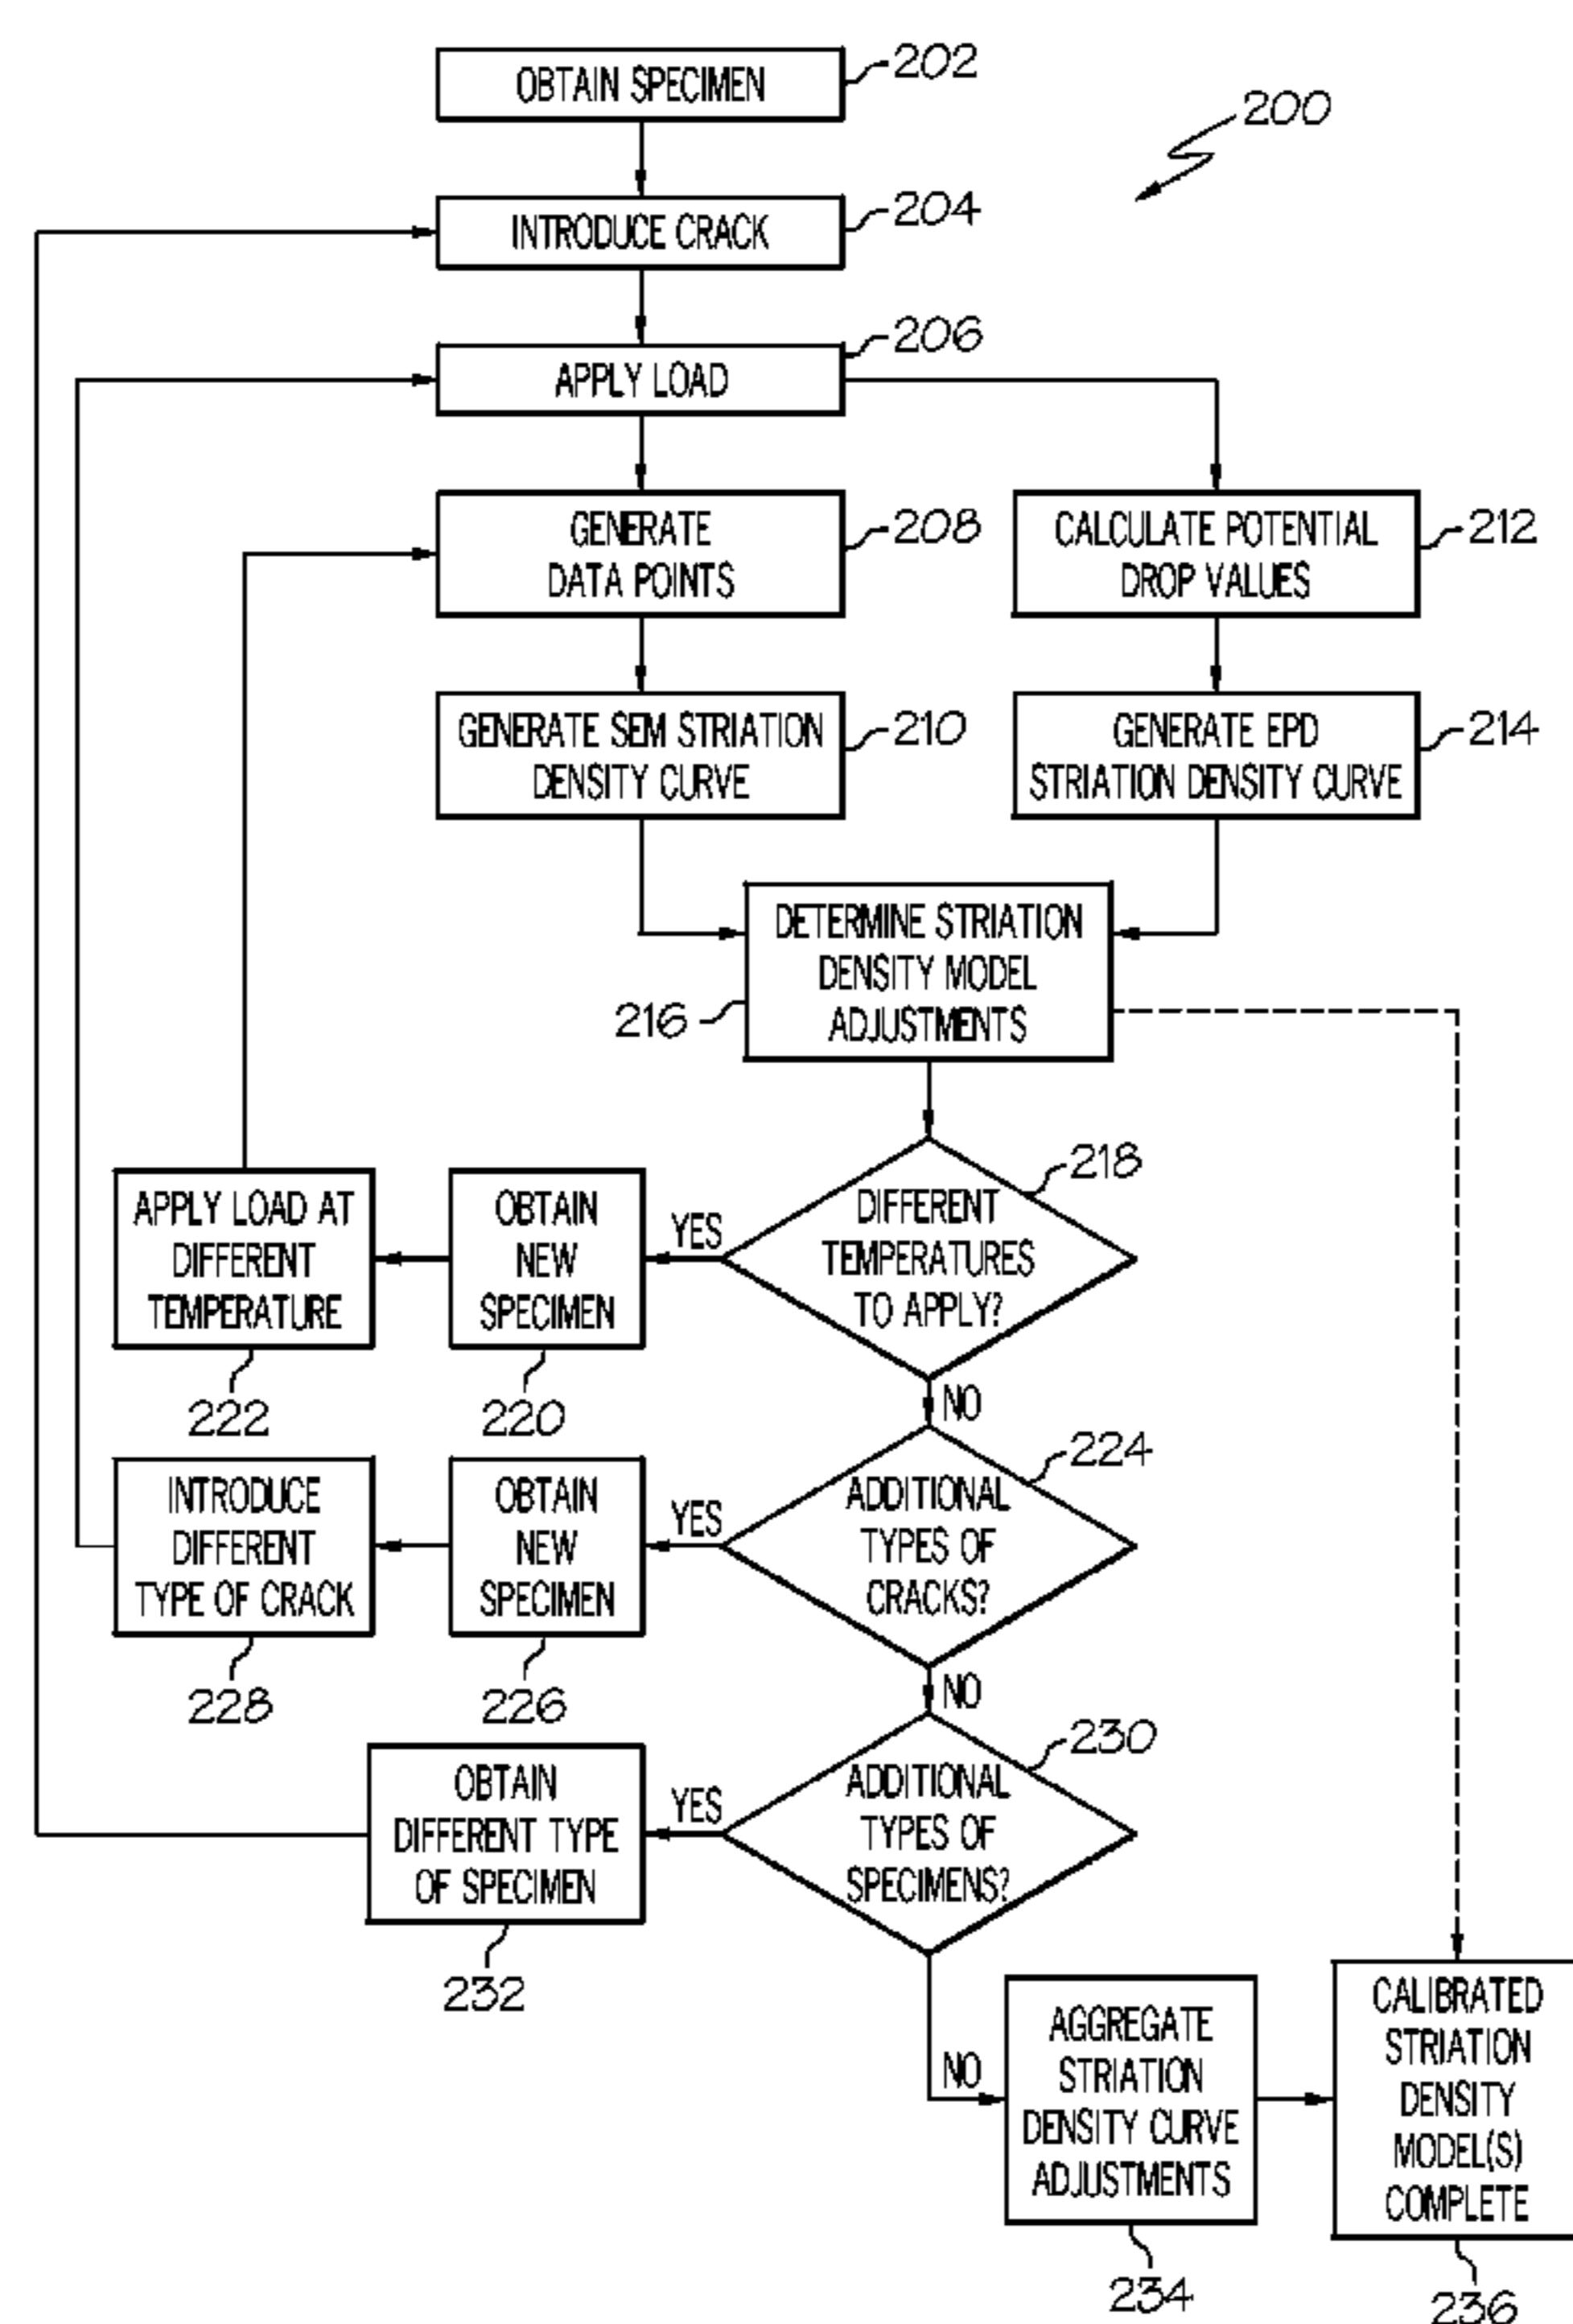 OBTAIN SPECIMEN
202
200
INTRODUCE CRACK
204
APPLY LOAD
206
GENERATE
DATA POINTS
208
CALCULATE POTENTIAL
DROP VALUES
212
GENERATE SEM STRIATION
DENSITY CURVE
210
GENERATE EPD
STRIATION DENSITY CURVE
214
DETERMINE STRIATION
DENSITY MODEL
ADJUSTMENTS
216
DIFFERENT
TEMPERATURES
TO APPLY?
218
YES
OBTAIN
NEW
SPECIMEN
220
APPLY LOAD AT
DIFFERENT
TEMPERATURE
222
NO
ADDITIONAL
TYPES OF
CRACKS?
224
YES
OBTAIN
NEW
SPECIMEN
226
INTRODUCE
DIFFERENT
TYPE OF CRACK
228
NO
ADDITIONAL
TYPES OF
SPECIMENS?
230
YES
OBTAIN
DIFFERENT TYPE
OF SPECIMEN
232
NO
AGGREGATE
STRIATION
DENSITY CURVE
ADJUSTMENTS
234
CALIBRATED
STRIATION
DENSITY
MODEL(S)
COMPLETE
236